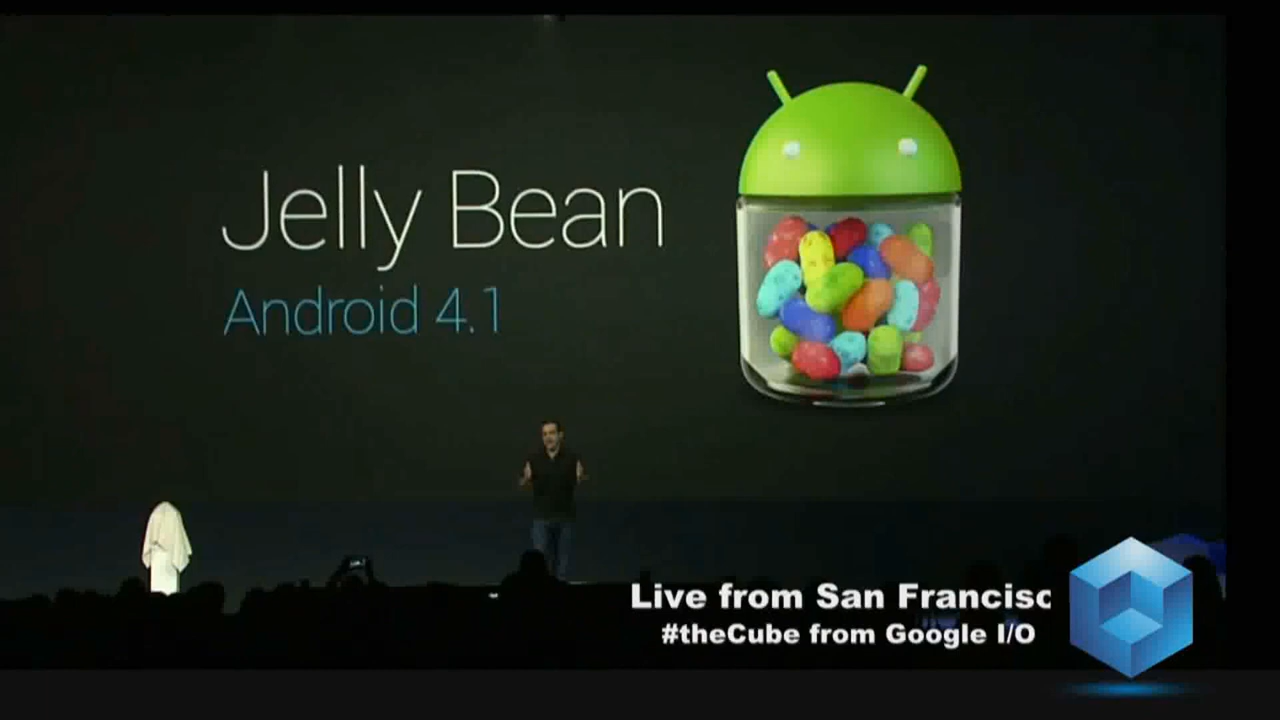 Jelly Bean
Android 4.1
Live from San Francisc
#theCube from Google I/O